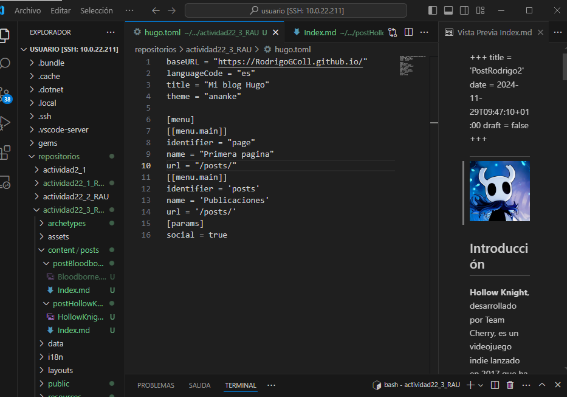 Archivo Editar Selección ···
usuario [SSH: 10.0.22.211]
EXPLORADOR ···
USUARIO [SSH: 10.0.22.211]
.bundle
.cache
.dotnet
.local
.ssh
.vscode-server
gems
repositorios
actividad2_1
actividad22_1_R...
actividad22_2_RAU
actividad22_3_R...
archetypes
assets
content / posts
postBloodbo...
Bloodborne.... U
Index.md U
postHollowK...
HollowKnig... U
Index.md U
data
i18n
layouts
public
38
hugo.toml ~/.../actividad22_3_RAU U
Index.md ~/.../postHoll
repositorios > actividad22_3_RAU > hugo.toml
1 baseURL = "https://RodrigoGColl.github.io/"
2 languageCode = "es"
3 title = "Mi blog Hugo"
4 theme = "ananke"
5
6 [menu]
7 [[menu.main]]
8 identifier = "page"
9 name = "Primera pagina"
10 url = "/posts/"
11 [[menu.main]]
12 identifier = 'posts'
13 name = 'Publicaciones'
14 url = '/posts/'
15 [params]
16 social = true
Vista Previa Index.md
+++ title =
'PostRodrigo2'
date = 2024-
11-
29T09:47:10+01
:00 draft = false
+++
Introducci
ón
Hollow Knight,
desarrollado
por Team
Cherry, es un
videojuego
indie lanzado
en 2017 que ha
PROBLEMAS SALIDA TERMINAL ···
bash - actividad22_3_RAU